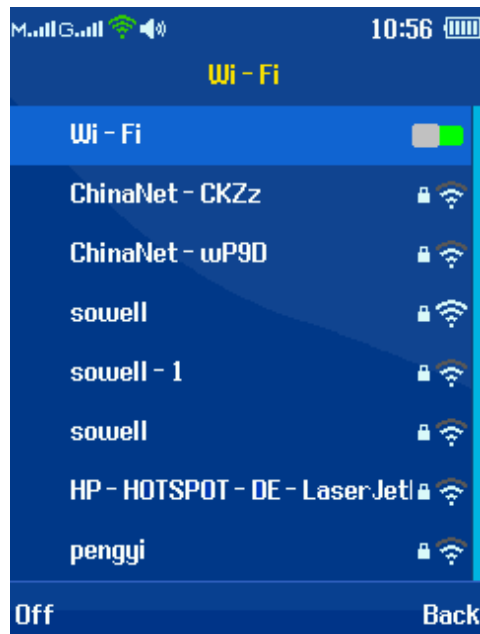 M G 10:56
Wi-Fi
Wi-Fi
ChinaNet-CKZz
ChinaNet-wP9D
sowell
sowell-1
sowell
HP-HOTSPOT-DE-LaserJet
pengyi
Off Back